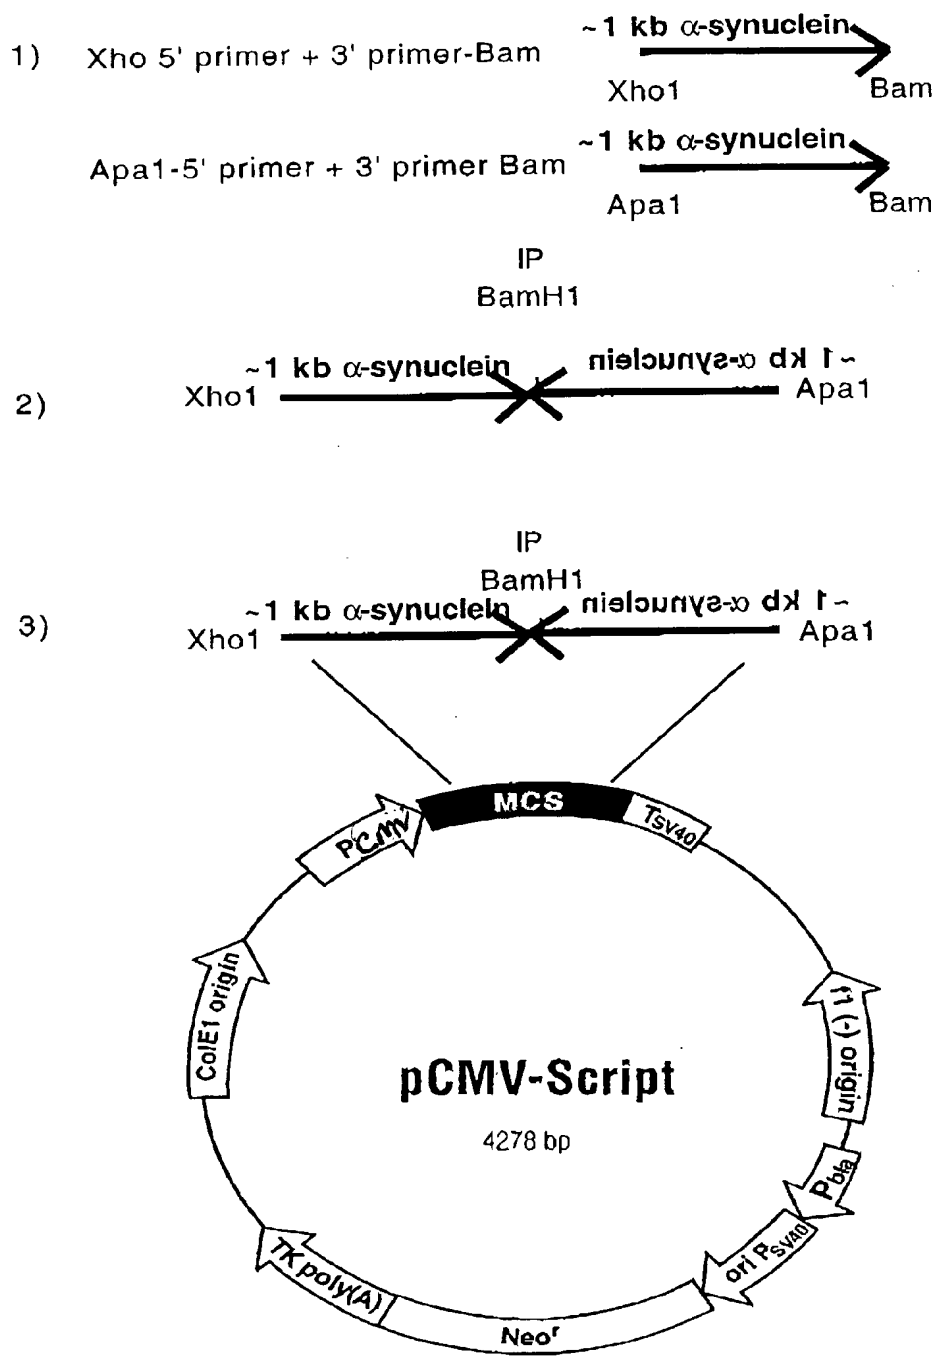 1) Xho 5' primer + 3' primer-Bam
~1 kb α-synuclein
Xho1 Bam
Apa1-5' primer + 3' primer Bam
~1 kb α-synuclein
Apa1 Bam
IP
BamH1
2) Xho1 ~1 kb α-synuclein ~1 kb α-synuclein Apa1
IP
BamH1
3) Xho1 ~1 kb α-synuclein ~1 kb α-synuclein Apa1
MCS
P CMV
TSV40
ColE1 origin
f1 (-) origin
pCMV-Script
4278 bp
Pbla
ori PSV40
TK poly(A)
Neoʳ